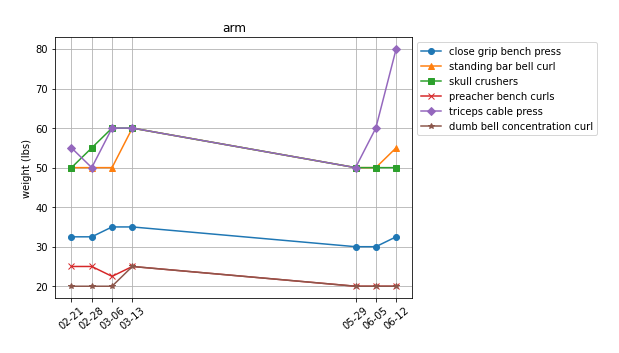 arm
weight (lbs)
80
70
60
50
40
30
20
02-21
02-28
03-06
03-13
05-29
06-05
06-12
close grip bench press
standing bar bell curl
skull crushers
preacher bench curls
triceps cable press
dumb bell concentration curl